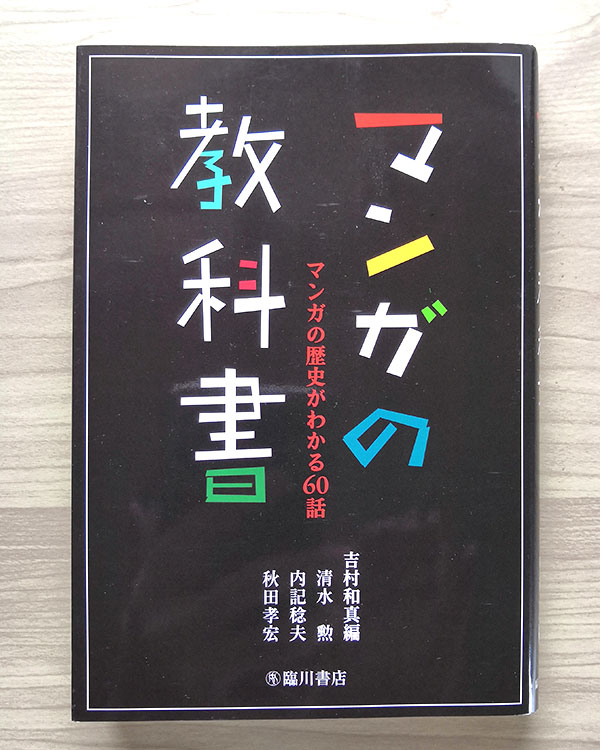 マンガの
教科書
マンガの歴史がわかる60話
吉村和真編
清水 勲
内記稔夫
秋田孝宏
臨川書店